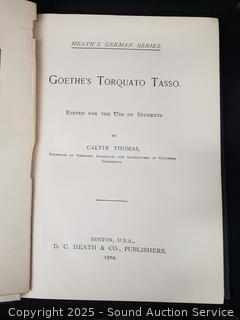 HEATH'S GERMAN SERIES.
GOETHE'S TORQUATO TASSO.
EDITED FOR THE USE OF STUDENTS
BY
CALVIN THOMAS,
PROFESSOR OF GERMANIC LANGUAGES AND LITERATURES IN COLUMBIA
UNIVERSITY.
BOSTON, U.S.A.,
D. C. HEATH & CO., PUBLISHERS.
1904.
Copyright 2025 - Sound Auction Service